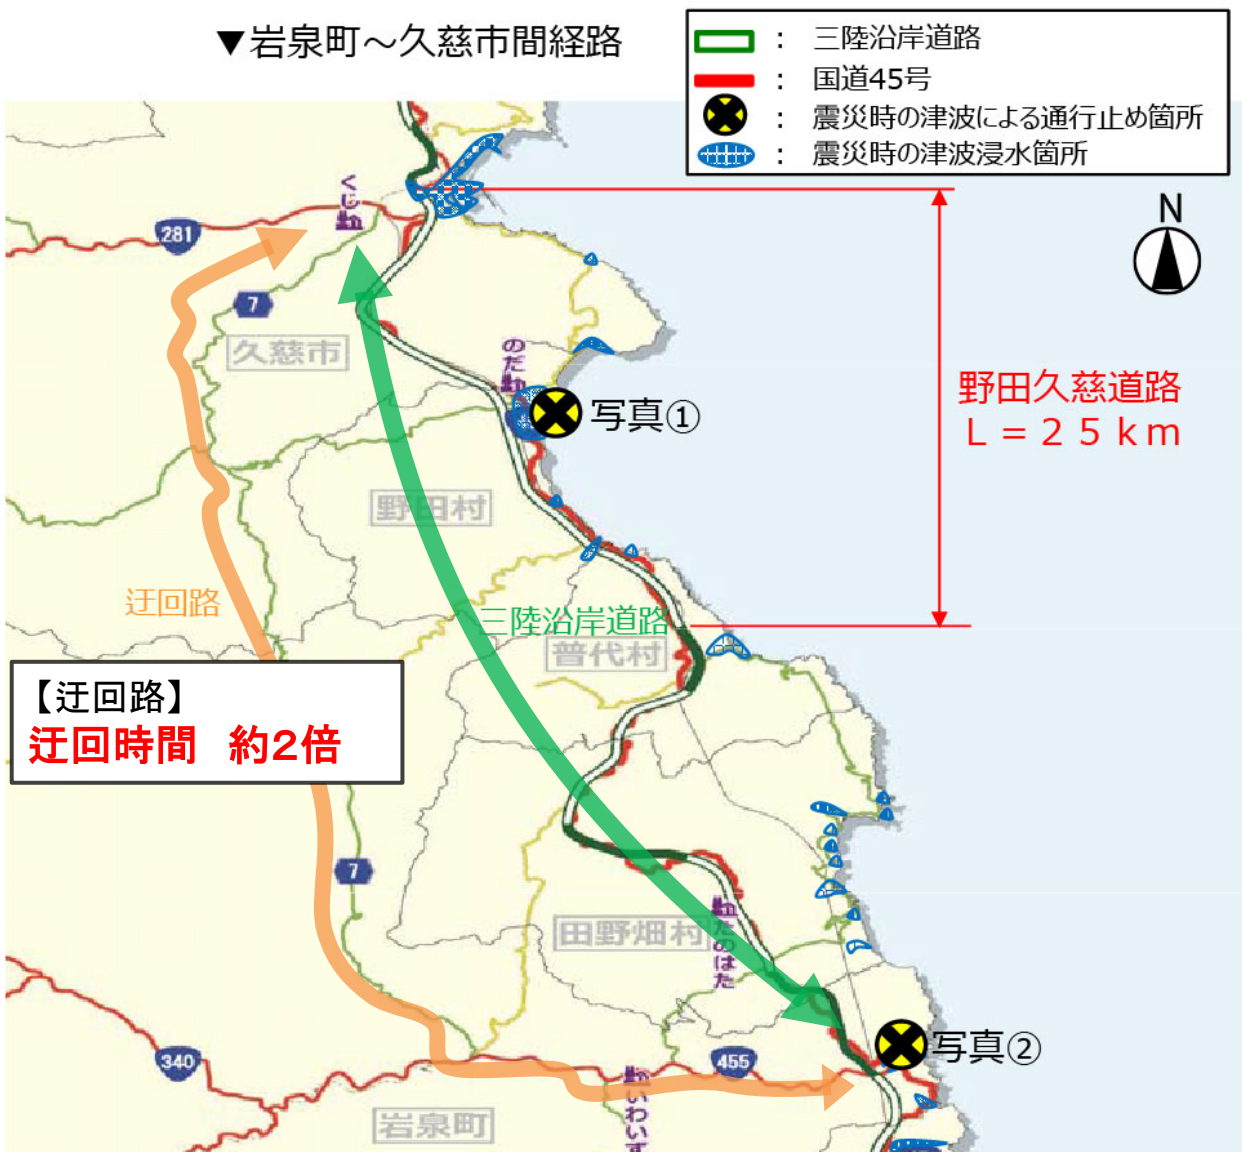 ▼岩泉町～久慈市間経路
： 三陸沿岸道路
： 国道45号
： 震災時の津波による通行止め箇所
： 震災時の津波浸水箇所
N
くじ
281
7
久慈市
のだ
写真①
野田久慈道路
L＝25km
野田村
迂回路
三陸沿岸道路
普代村
【迂回路】
迂回時間 約2倍
7
田野畑村
たのはた
写真②
340
455
いわいず
岩泉町